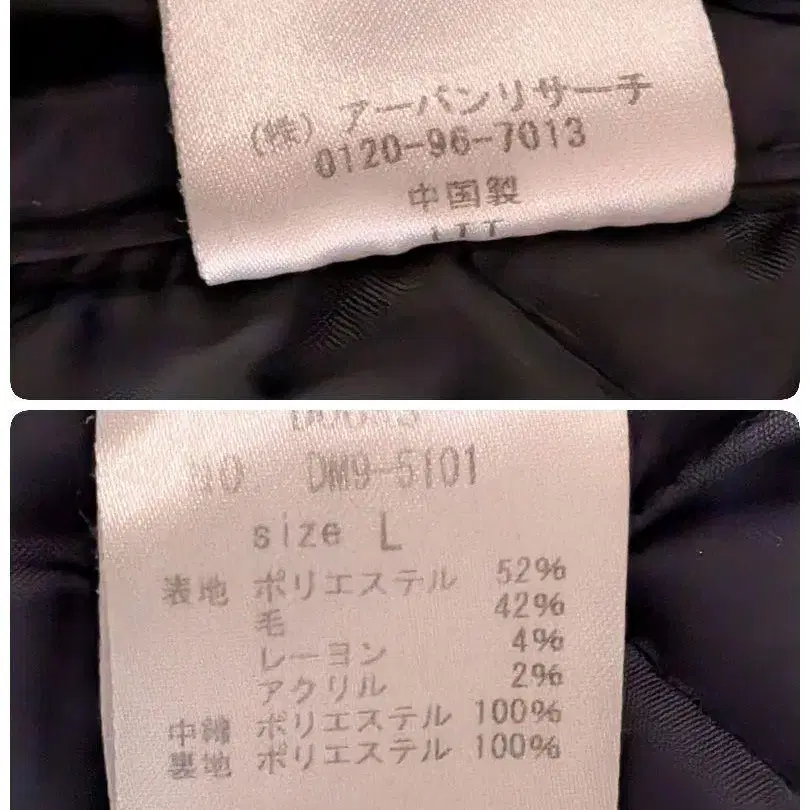 (株) アーバンリサーチ
0120-96-7013
中国製
NO. DM9-5101
size L
表地 ポリエステル 52%
毛 42%
レーヨン 4%
アクリル 2%
中綿 ポリエステル 100%
裏地 ポリエステル 100%